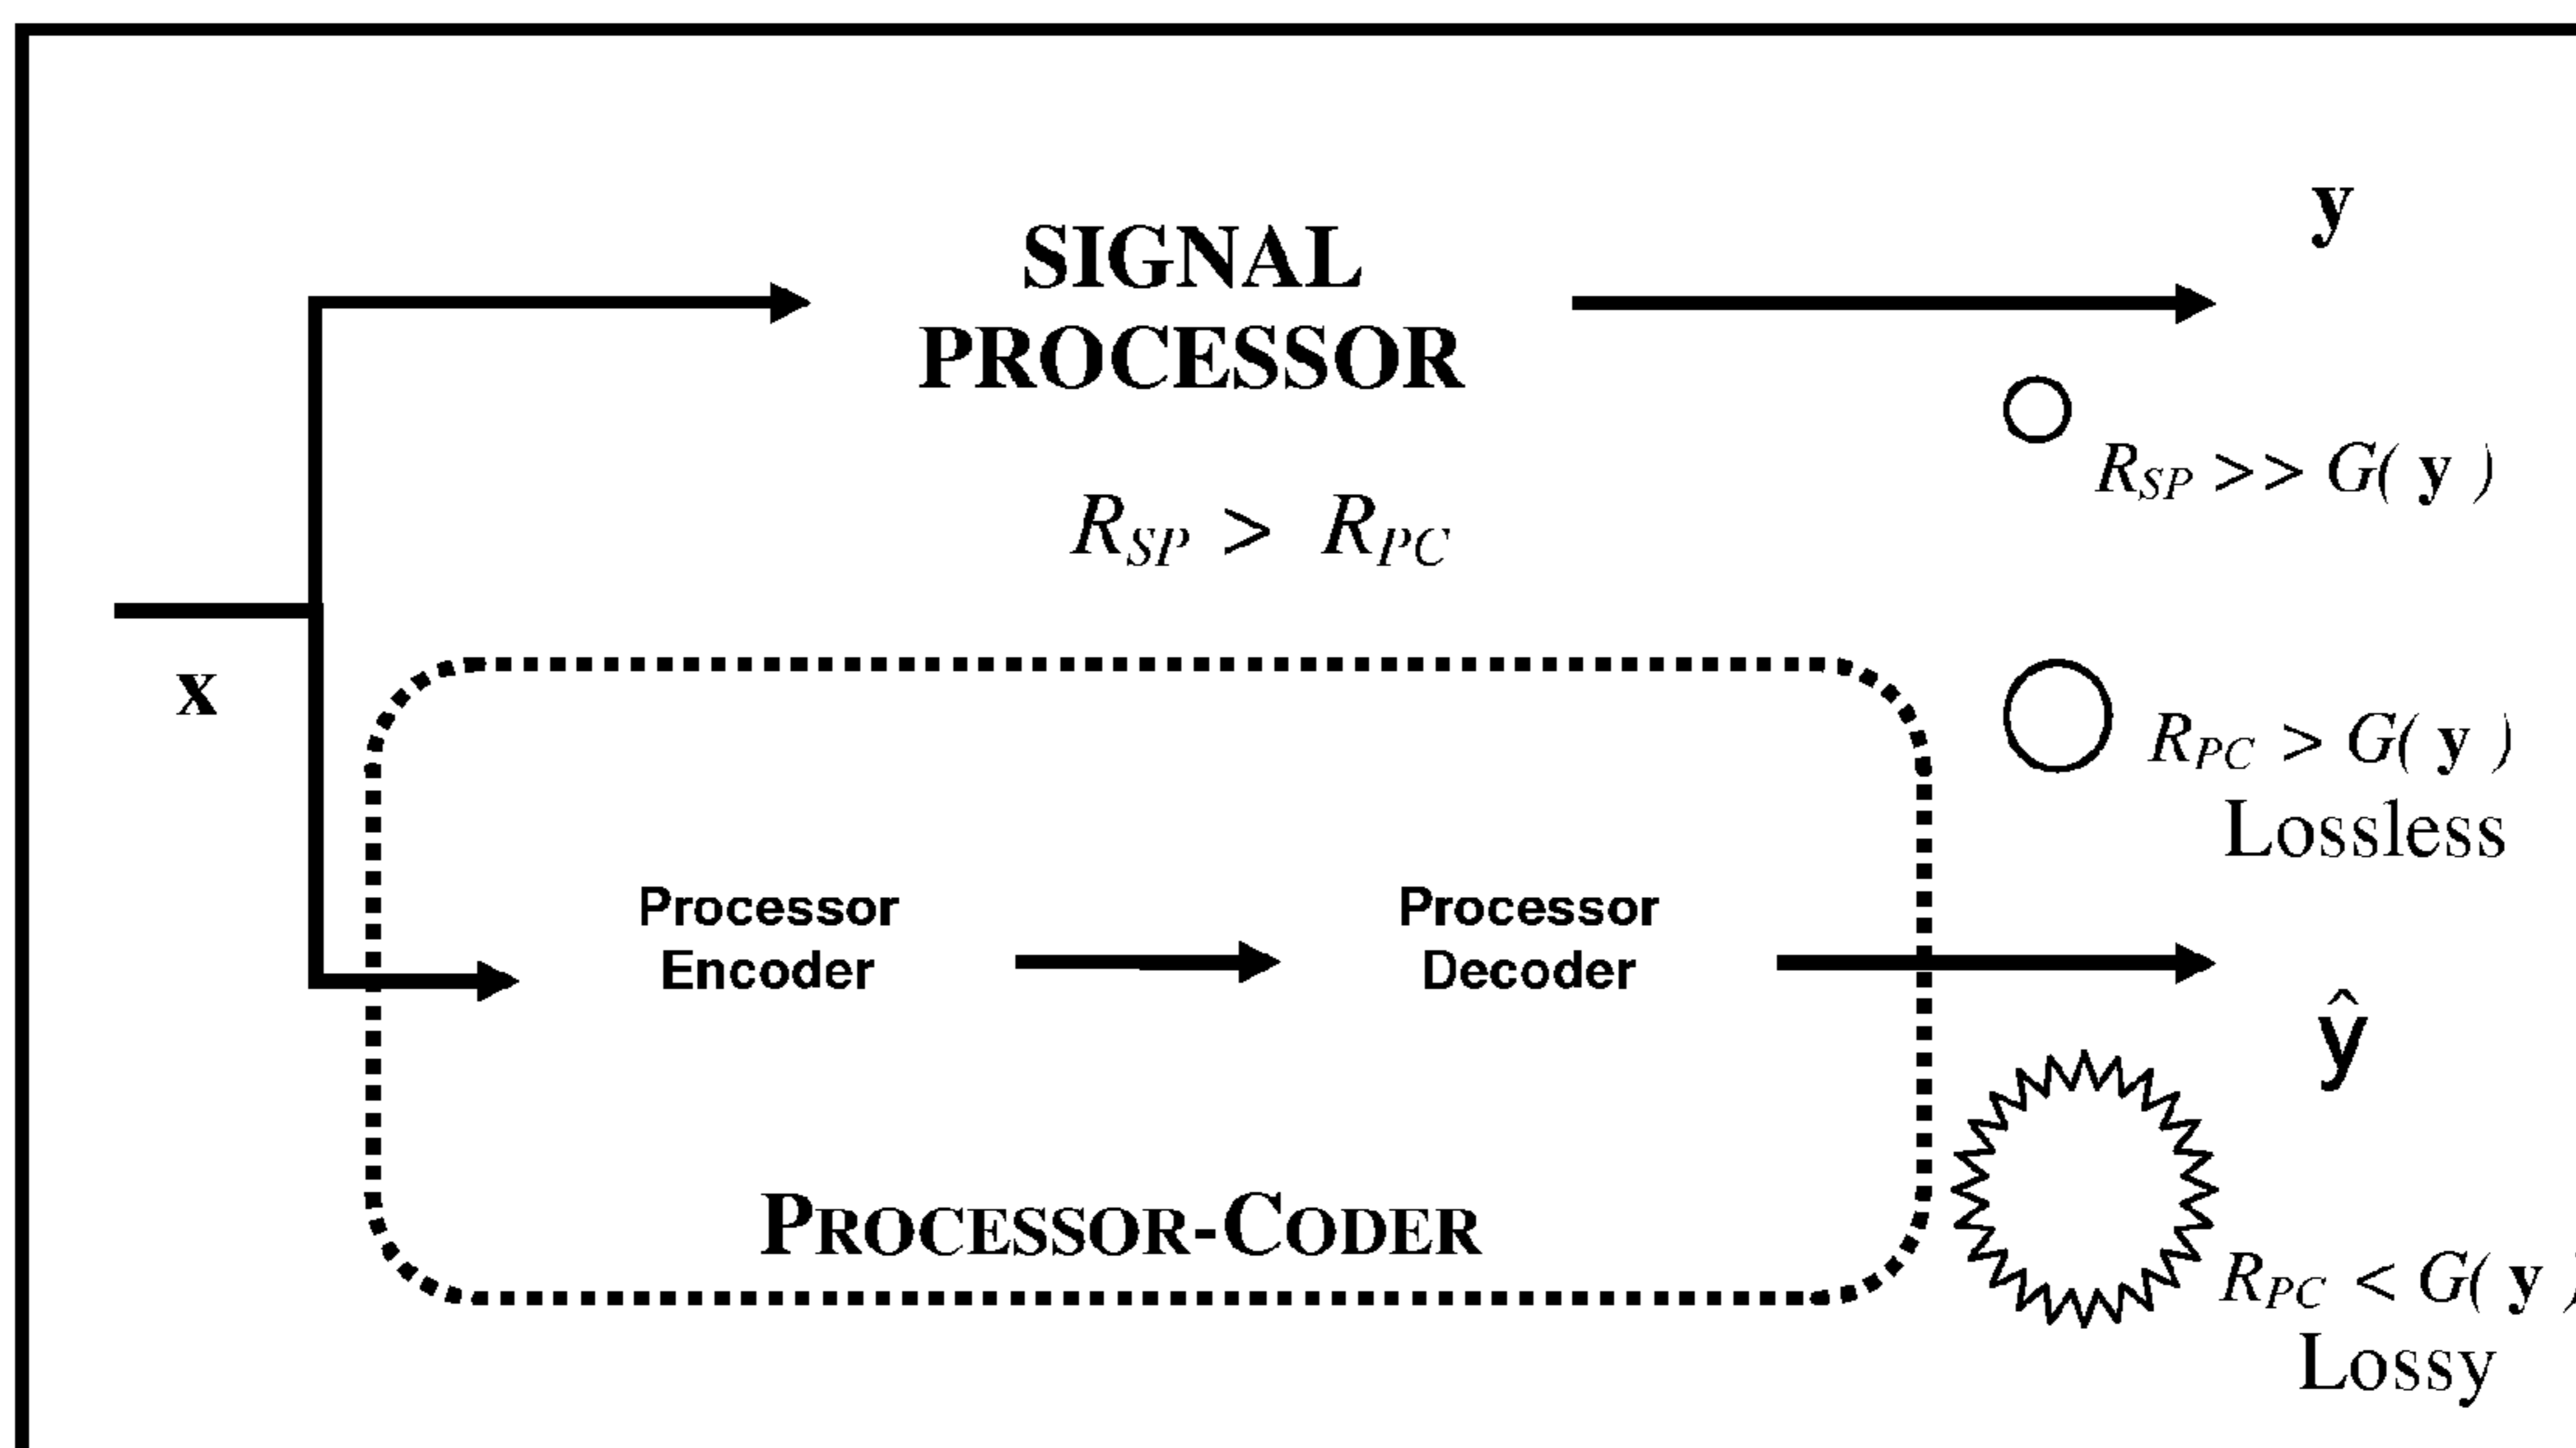 y
SIGNAL
PROCESSOR
R_SP >> G( y )
R_SP > R_PC
x
R_PC > G( y )
Lossless
Processor
Encoder
Processor
Decoder
ŷ
PROCESSOR-CODER
R_PC < G( y )
Lossy